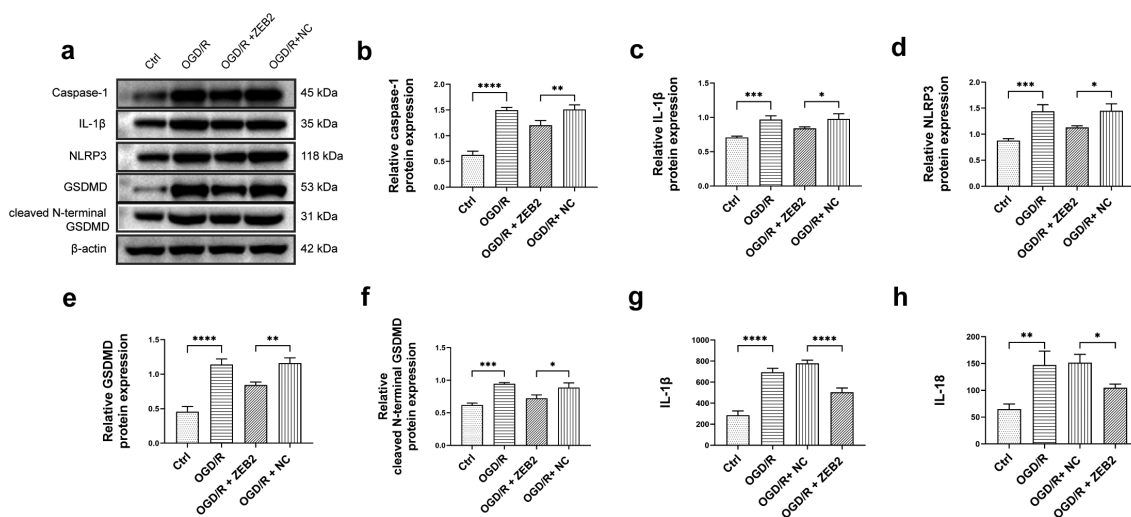 a
Ctrl
OGD/R
OGD/R +ZEB2
OGD/R+NC
Caspase-1
45 kDa
IL-1β
35 kDa
NLRP3
118 kDa
GSDMD
53 kDa
cleaved N-terminal
GSDMD
31 kDa
β-actin
42 kDa
b
Relative caspase-1
protein expression
2.0
1.5
1.0
0.5
0.0
****
**
Ctrl
OGD/R
OGD/R + ZEB2
OGD/R+ NC
c
Relative IL-1β
protein expression
1.5
1.0
0.5
0.0
***
*
Ctrl
OGD/R
OGD/R + ZEB2
OGD/R+ NC
d
Relative NLRP3
protein expression
2.0
1.5
1.0
0.5
0.0
***
*
Ctrl
OGD/R
OGD/R + ZEB2
OGD/R+ NC
e
Relative GSDMD
protein expression
1.5
1.0
0.5
0.0
****
**
Ctrl
OGD/R
OGD/R + ZEB2
OGD/R + NC
f
Relative
cleaved N-terminal GSDMD
protein expression
1.5
1.0
0.5
0.0
***
*
Ctrl
OGD/R
OGD/R + ZEB2
OGD/R+ NC
g
IL-1β
1000
800
600
400
200
0
****
****
Ctrl
OGD/R
OGD/R+ NC
OGD/R + ZEB2
h
IL-18
200
150
100
50
0
**
*
Ctrl
OGD/R
OGD/R+ NC
OGD/R + ZEB2